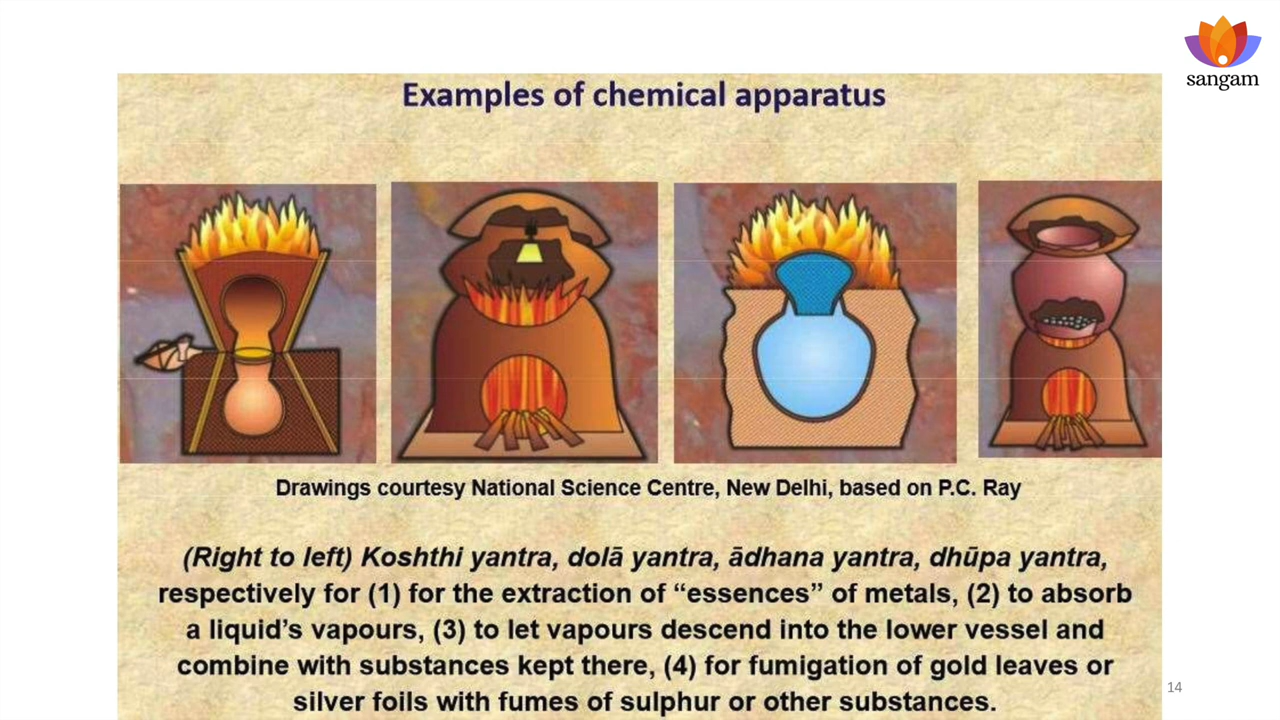 sangam
Examples of chemical apparatus
Drawings courtesy National Science Centre, New Delhi, based on P.C. Ray
(Right to left) Koshthi yantra, dolā yantra, ādhana yantra, dhūpa yantra,
respectively for (1) for the extraction of “essences” of metals, (2) to absorb
a liquid’s vapours, (3) to let vapours descend into the lower vessel and
combine with substances kept there, (4) for fumigation of gold leaves or
silver foils with fumes of sulphur or other substances.
14